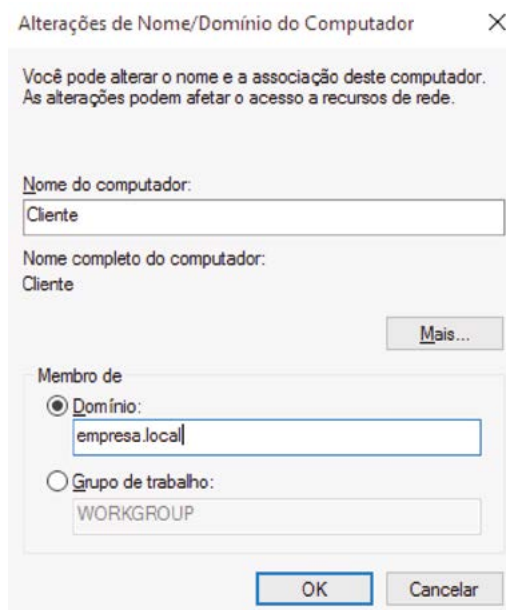 Alterações de Nome/Domínio do Computador
Você pode alterar o nome e a associação deste computador.
As alterações podem afetar o acesso a recursos de rede.
Nome do computador:
Cliente
Nome completo do computador:
Cliente
Mais...
Membro de
Domínio:
empresa.local
Grupo de trabalho:
WORKGROUP
OK Cancelar